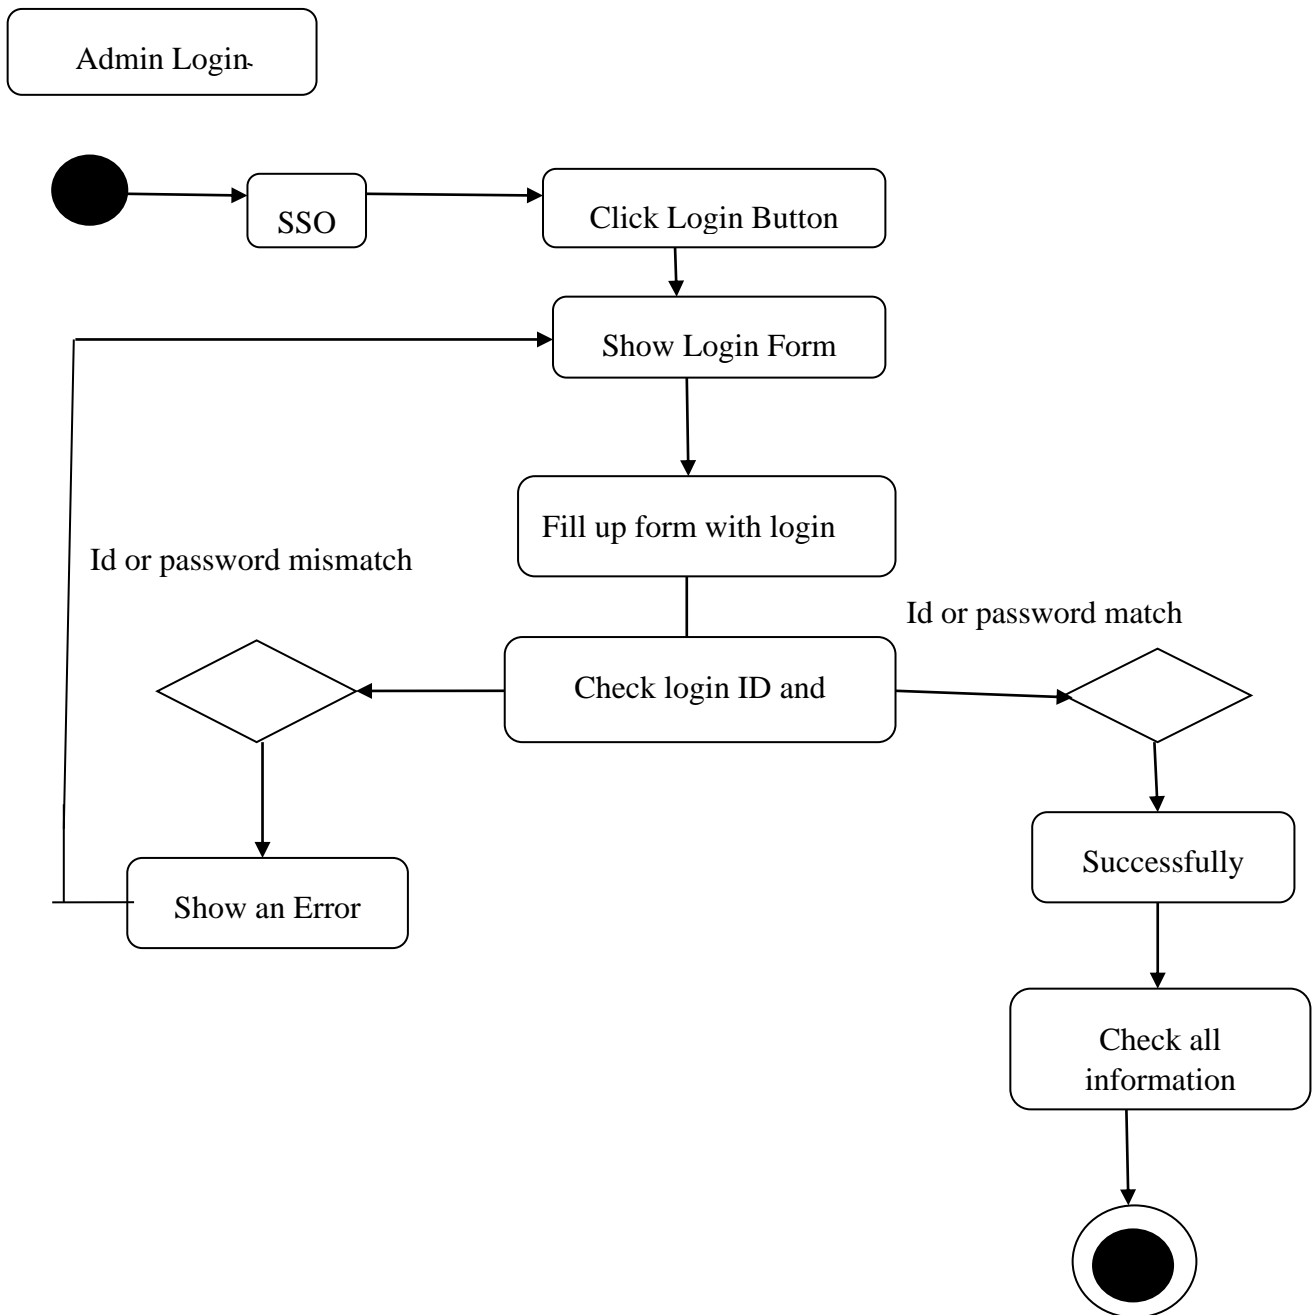 Admin Login
SSO
Click Login Button
Show Login Form
Fill up form with login
Id or password mismatch
Id or password match
Check login ID and
Successfully
Show an Error
Check all
information